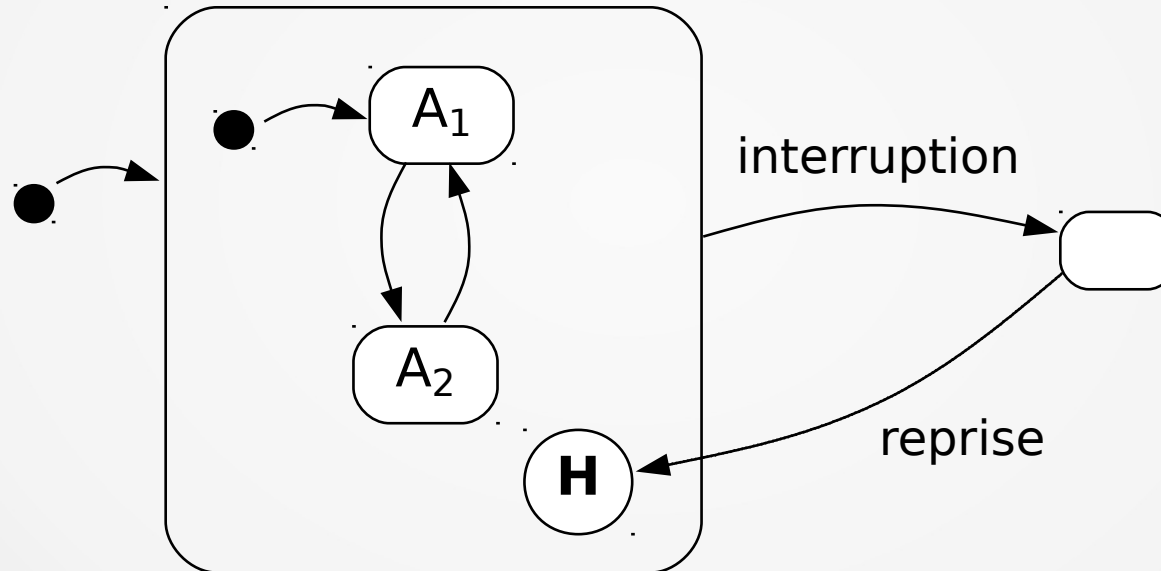 A₁
interruption
A₂
reprise
H